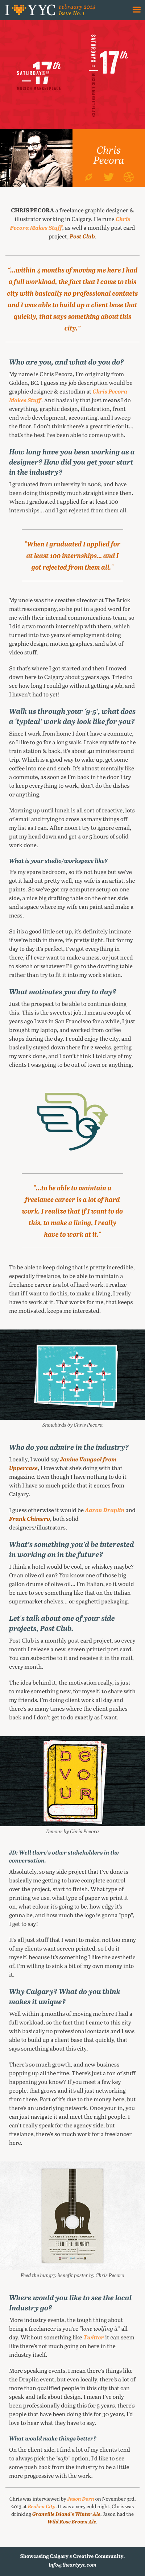 I YYC
February 2014
Issue No. 1
SATURDAYS 17th
MUSIC & MARKETPLACE
SATURDAYS 17th
MUSIC & MARKETPLACE
Chris
Pecora
CHRIS PECORA a freelance graphic designer &
illustrator working in Calgary. He runs Chris
Pecora Makes Stuff!, as well a monthly post card
project, Post Club.
"...within 4 months of moving me here I had
a full workload, the fact that I came to this
city with basically no professional contacts
and I was able to build up a client base that
quickly, that says something about this
city."
Who are you, and what do you do?
My name is Chris Pecora, I'm originally from
Golden, BC. I guess my job description would be
graphic designer & custodian at Chris Pecora
Makes Stuff!. And basically that just means I do
everything, graphic design, illustration, front
end web development, accounting, and I sweep
the floor. I don't think there's a great title for it...
that the best I've been able to come up with.
How long have you been working as a
designer? How did you get your start
in the industry?
I graduated from university in 2006, and have
been doing this pretty much straight since then.
When I graduated I applied for at least 100
internships... and I got rejected from them all.
"When I graduated I applied for
at least 100 internships... and I
got rejected from them all."
My uncle was the creative director at The Brick
mattress company, so he put in a good word for
me with their internal communications team, so
I got a two week contract with them, which
turned into two years of employment doing
graphic design, motion graphics, and a lot of
video stuff.
So that's where I got started and then I moved
down here to Calgary about 3 years ago. Tried to
see how long I could go without getting a job, and
I haven't had to yet!
Walk us through your '9-5', what does
a 'typical' work day look like for you?
Since I work from home I don't have a commute,
so I like to go for a long walk. I take my wife to the
train station & back, it's about 40 minutes round
trip. Which is a good way to wake up, get some
coffee into me and such. It's almost mentally like
a commute, as soon as I'm back to the door I try
to keep everything to work, don't do the dishes
or anything.
Morning up until lunch is all sort of reactive, lots
of email and trying to cross as many things off
my list as I can. After noon I try to ignore email,
put my head down and get 4 or 5 hours of solid
work done.
What is your studio/workspace like?
It's my spare bedroom, so it's not huge but we've
got it laid out pretty well, my wife is an artist, she
paints. So we've got my computer on the one
side, a nice big drafting table on the other side
and about a yard of space in between that's a
mess.
So it's a good little set up, it's definitely intimate
if we're both in there, it's pretty tight. But for my
day to day it's perfect, I've got everything I need
in there, if I want to make something or just want
to sketch or whatever I'll go to the drafting table
rather than try to fit it under in system desk.
What motivates you day to day?
Just the prospect to be able to continue doing
this. This is the sweetest job. I mean a couple of
years ago I was in San Francisco for a while, I just
brought my laptop, and worked from coffee
shops during the day. I could enjoy the city, and
basically stayed down there for 3 weeks, getting
my work done, and I don't think I told any of my
clients I was going to be out of town or anything.
"...to be able to maintain a
freelance career is a lot of hard
work. I realize that if I want to do
this, to make a living, I really
have to work at it."
To be able to keep doing that is pretty incredible,
especially freelance, to be able to maintain a
freelance career is a lot of hard work. I realize
that if I want to do this, to make a living, I really
have to work at it. That works for me, that keeps
me motivated, keeps me interested.
Snowbirds by Chris Pecora
Who do you admire in the industry?
Locally, I would say Janine Vangool from
Uppercase, I love what she's doing with that
magazine. Even though I have nothing to do it
with I have so much pride that it comes from
Calgary.
I guess otherwise it would be Aaron Draplin and
Frank Chimero, both solid
designers/illustrators.
What's something you'd be interested
in working on in the future?
I think a hotel would be cool, or whiskey maybe?
Or how about olive oil? You know one those big
gallon drums of olive oil... I'm Italian, so it would
be nice to see something like that in the Italian
supermarket shelves... or spaghetti packaging.
Let's talk about one of your side
projects, Post Club.
Post Club is a monthly post card project, so every
month I release a new, screen printed post card.
You can subscribe to it and receive it in the mail,
every month.
The idea behind it, the motivation really, is just
to make something new, for myself, to share with
my friends. I'm doing client work all day and
there's so many times where the client pushes
back and I don't get to do exactly as I want.
DEVOUR
Devour by Chris Pecora
JD: Well there's other stakeholders in the
conversation.
Absolutely, so any side project that I've done is
basically me getting to have complete control
over the project, start to finish. What type of
printing we use, what type of paper we're going to
use, what colour it's going to be, how edgy it's
gonna be, and how much the logo is gonna "pop",
I get to say!
It's all just stuff that I want to make, not too many
of my clients want screen printed, so I do it
myself, because it's something I like the aesthetic
of, I'm willing to sink a bit of my own money into
it.
Why Calgary? What do you think
makes it unique?
Well within 4 months of moving me here I had a
full workload, on the fact that I came to this city
with basically no professional contacts and I was
able to build up a client base that quickly, that
says something about this city.
There's so much growth, and new business
popping up all the time. There's just a ton of stuff
happening you know? If you meet a few key
people, that grows and it's all just networking
from there. Part of it's that do the money here's
been, are others. Once you're in, your part of it,
you can just reach out and meet the right people. I
can't really speak for the agency side, but
freelance, there's so much work for a freelancer
here.
FEED THE HUNGRY
Feed the hungry benefit poster by Chris Pecora
Where would you like to see the local
Industry go?
More industry events, the tough thing about
being a freelancer is you're "lone wolfing it" all
day. Without something like Twitter it can seem
like there's not much going on here in the
industry itself.
More speaking events, I mean there's things like
the Draplin event, but even locally, there's a lot of
people with big opinions in this city that can
speak and talk about design. I mean I've only
been professionally doing this for 5 years, there's
people who have been doing this for 30 years, I'd
love to hear what they have to say.
What would make things better?
On the client side, I find a lot of my clients tend
to always pick the "safe" option, I'd like to see
some push back from the industry to try to
progress with the work.
Chris was interviewed by Jason Dorn on November 3rd.
2013 at Broken City. It was a very cold night, Chris was
drinking Granville Island's Winter Ale, Jason had the
Wild Rose Brown Ale.
Showcasing Calgary's Creative Community.
info@iheartyyc.com